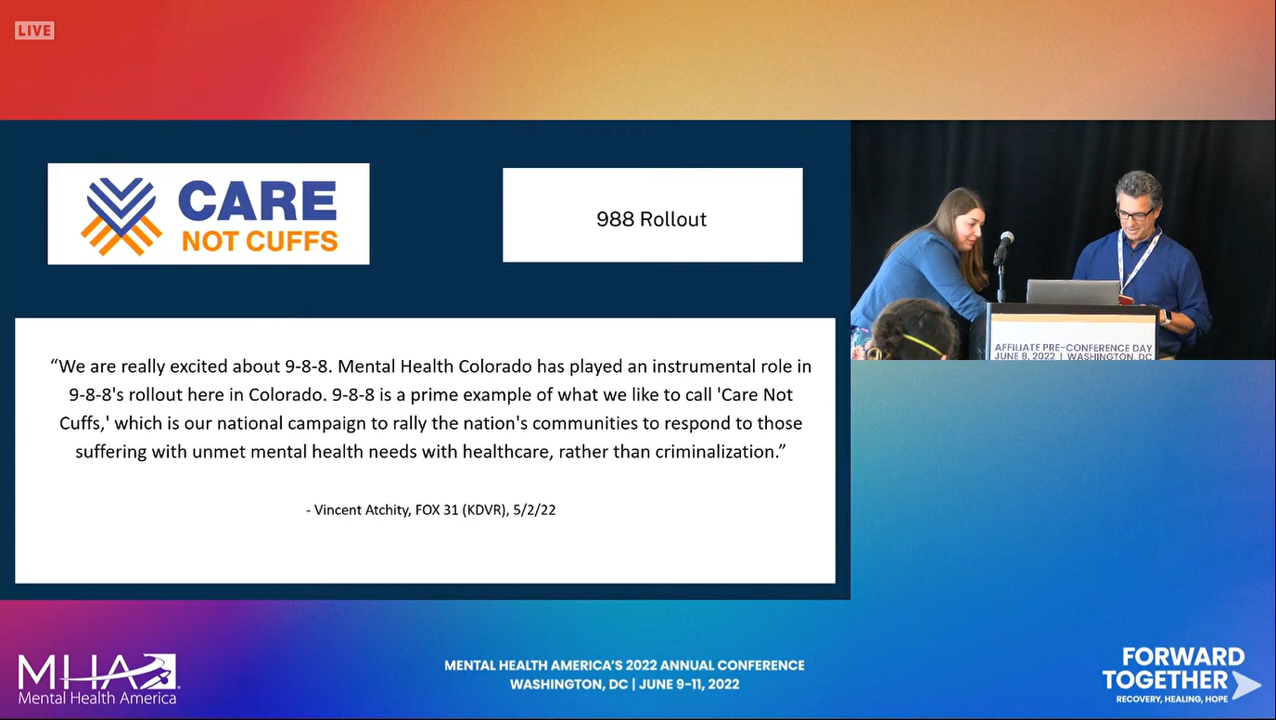 LIVE
CARE
NOT CUFFS
988 Rollout
“We are really excited about 9-8-8. Mental Health Colorado has played an instrumental role in
9-8-8's rollout here in Colorado. 9-8-8 is a prime example of what we like to call 'Care Not
Cuffs,' which is our national campaign to rally the nation's communities to respond to those
suffering with unmet mental health needs with healthcare, rather than criminalization.”
- Vincent Atchity, FOX 31 (KDVR), 5/2/22
AFFILIATE PRE-CONFERENCE DAY
JUNE 8, 2022 | WASHINGTON, DC
MHA
Mental Health America
MENTAL HEALTH AMERICA'S 2022 ANNUAL CONFERENCE
WASHINGTON, DC | JUNE 9-11, 2022
FORWARD
TOGETHER
RECOVERY, HEALING, HOPE